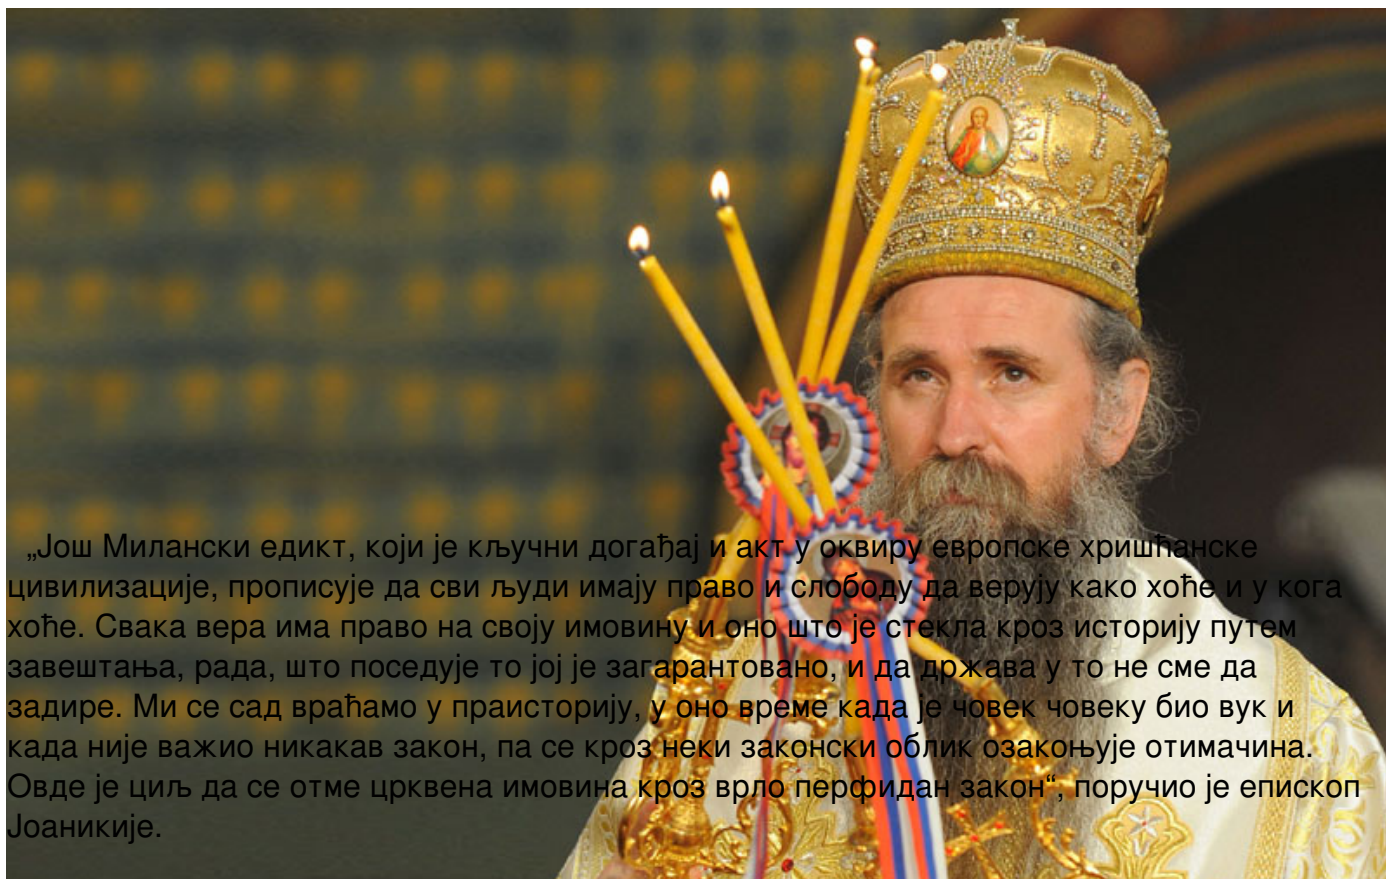 „Још Милански едикт, који је кључни догађај и акт у оквиру европске хришћанске
цивилизације, прописује да сви људи имају право и слободу да верују како хоће и у кога
хоће. Свака вера има право на своју имовину и оно што је стекла кроз историју путем
завештања, рада, што поседује то јој је загарантовано, и да држава у то не сме да
задире. Ми се сад враћамо у праисторију, у оно време када је човек човеку био вук и
када није важио никакав закон, па се кроз неки законски облик озакоњује отимачина.
Овде је циљ да се отме црквена имовина кроз врло перфидан закон“, поручио је епископ
Јоаникије.